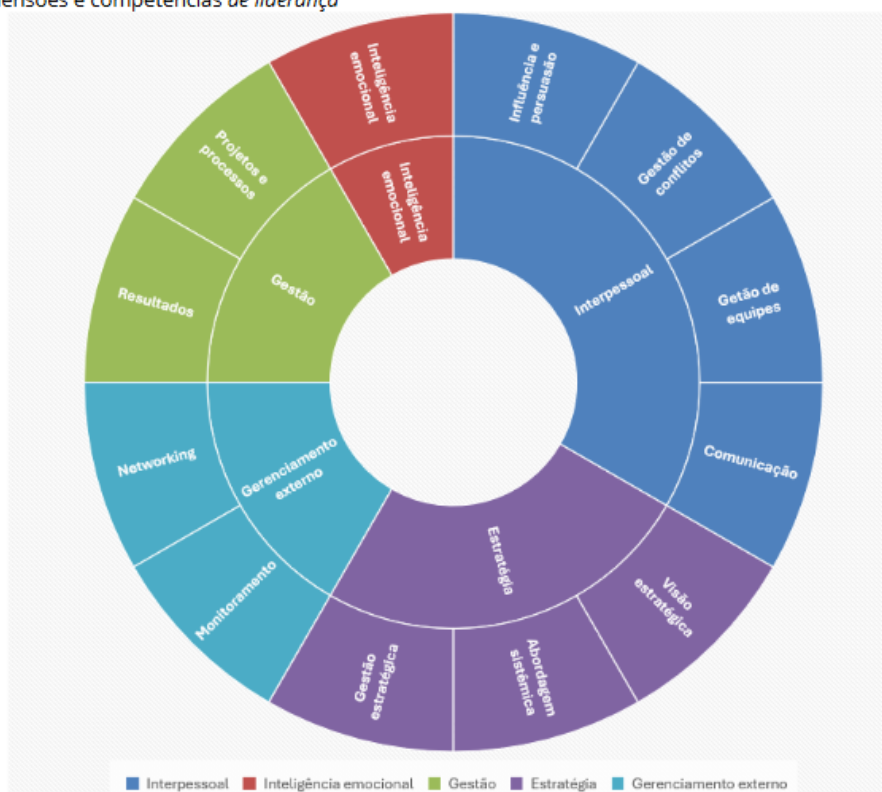 ensões e competências de liderança
Inteligência
emocional
Influência e
persuasão
Gestão de
conflitos
Getão de
equipes
Comunicação
Visão
estratégica
Abordagem
sistêmica
Gestão
estratégica
Monitoramento
Networking
Resultados
Projetos e
processos
Inteligência
emocional
Interpessoal
Estratégia
Gerenciamento
externo
Gestão
Interpessoal
Inteligência emocional
Gestão
Estratégia
Gerenciamento externo